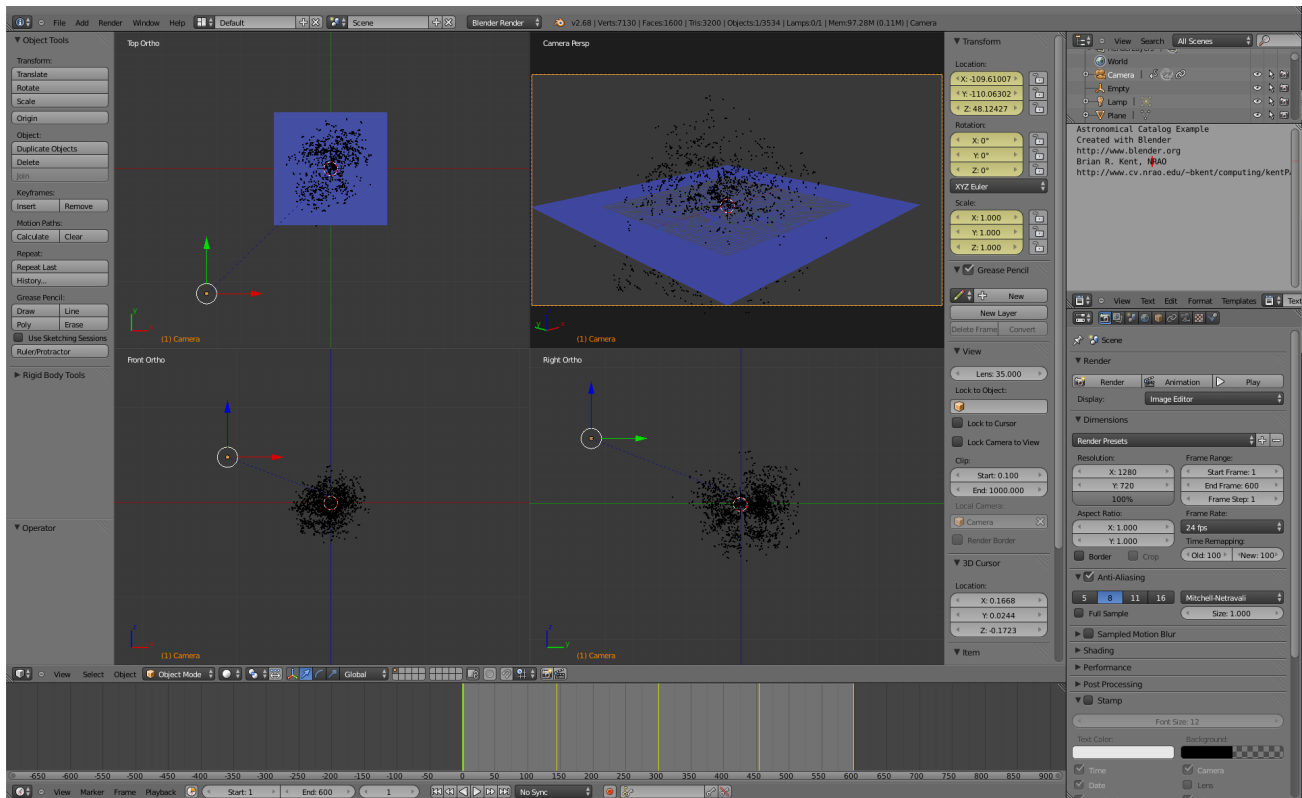 File Add Render Window Help Default Scene Blender Render v2.68 | Verts:7130 | Faces:1600 | Tris:3200 | Objects:1/3534 | Lamps:0/1 | Mem:97.28M (0.11M) | Camera
Object Tools
Transform:
Translate
Rotate
Scale
Origin
Object:
Duplicate Objects
Delete
Join
Keyframes:
Insert Remove
Motion Paths:
Calculate Clear
Repeat:
Repeat Last
History...
Grease Pencil:
Draw Line
Poly Erase
Use Sketching Sessions
Ruler/Protractor
Rigid Body Tools
Operator
Top Ortho
(1) Camera
Camera Persp
(1) Camera
Front Ortho
(1) Camera
Right Ortho
(1) Camera
Transform
Location:
X: -109.61007
Y: -110.06302
Z: 48.12427
Rotation:
X: 0°
Y: 0°
Z: 0°
XYZ Euler
Scale:
X: 1.000
Y: 1.000
Z: 1.000
Grease Pencil
New
New Layer
Delete Frame Convert
View
Lens: 35.000
Lock to Object:
Lock to Cursor
Lock Camera to View
Clip:
Start: 0.100
End: 1000.000
Local Camera:
Camera
Render Border
3D Cursor
Location:
X: 0.1668
Y: 0.0244
Z: -0.1723
Item
View Search All Scenes
World
Camera
Empty
Lamp
Plane
Astronomical Catalog Example
Created with Blender
http://www.blender.org
Brian R. Kent, NRAO
http://www.cv.nrao.edu/~bkent/computing/kentP
View Text Edit Format Templates Text
Scene
Render
Render Animation Play
Display: Image Editor
Dimensions
Render Presets
Resolution: Frame Range:
X: 1280 Start Frame: 1
Y: 720 End Frame: 600
100% Frame Step: 1
Aspect Ratio: Frame Rate:
X: 1.000 24 fps
Y: 1.000 Time Remapping:
Border Crop Old: 100 New: 100
Anti-Aliasing
5 8 11 16 Mitchell-Netravali
Full Sample Size: 1.000
Sampled Motion Blur
Shading
Performance
Post Processing
Stamp
Font Size: 12
Text Color: Background:
Time Camera
Date Lens
View Select Object Object Mode Global
-650 -600 -550 -500 -450 -400 -350 -300 -250 -200 -150 -100 -50 0 50 100 150 200 250 300 350 400 450 500 550 600 650 700 750 800 850 900
View Marker Frame Playback Start: 1 End: 600 1 No Sync